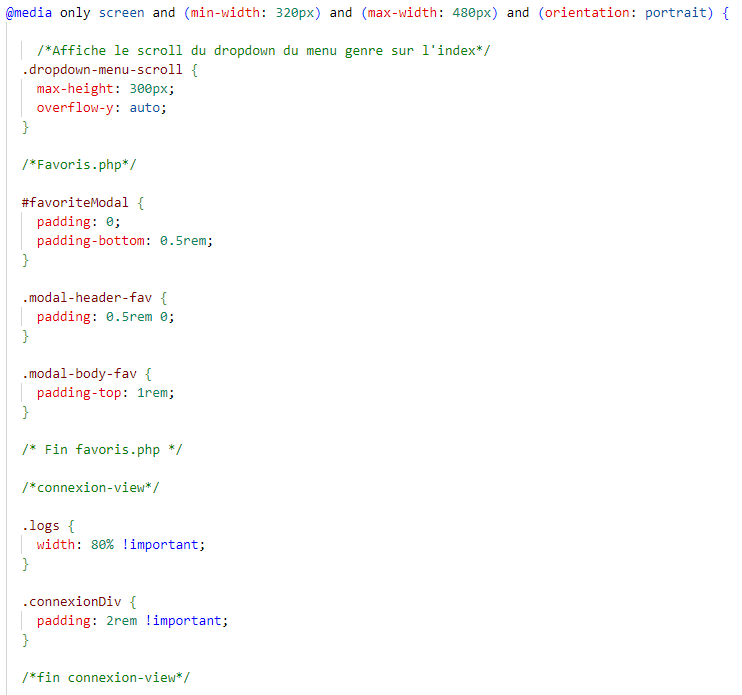 @media only screen and (min-width: 320px) and (max-width: 480px) and (orientation: portrait) {
/*Affiche le scroll du dropdown du menu genre sur l'index*/
.dropdown-menu-scroll {
max-height: 300px;
overflow-y: auto;
}
/*Favoris.php*/
#favoriteModal {
padding: 0;
padding-bottom: 0.5rem;
}
.modal-header-fav {
padding: 0.5rem 0;
}
.modal-body-fav {
padding-top: 1rem;
}
/* Fin favoris.php */
/*connexion-view*/
.logs {
width: 80% !important;
}
.connexionDiv {
padding: 2rem !important;
}
/*fin connexion-view*/